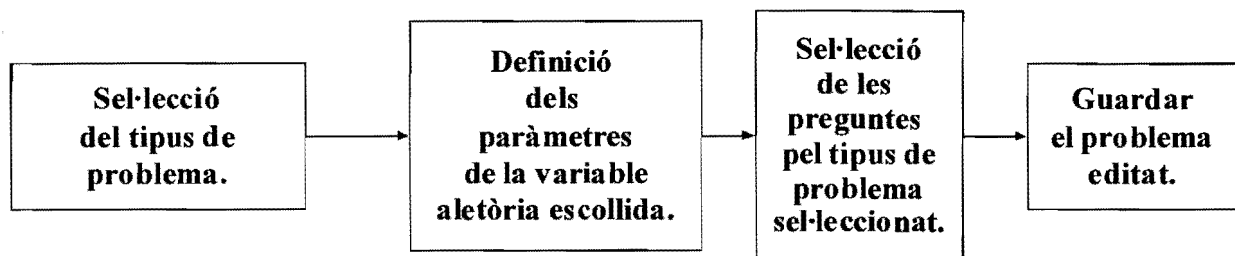 Sel·lecció
del tipus de
problema.
Definició
dels
paràmetres
de la variable
aletòria escollida.
Sel·lecció
de les
preguntes
pel tipus de
problema
sel·leccionat.
Guardar
el problema
editat.